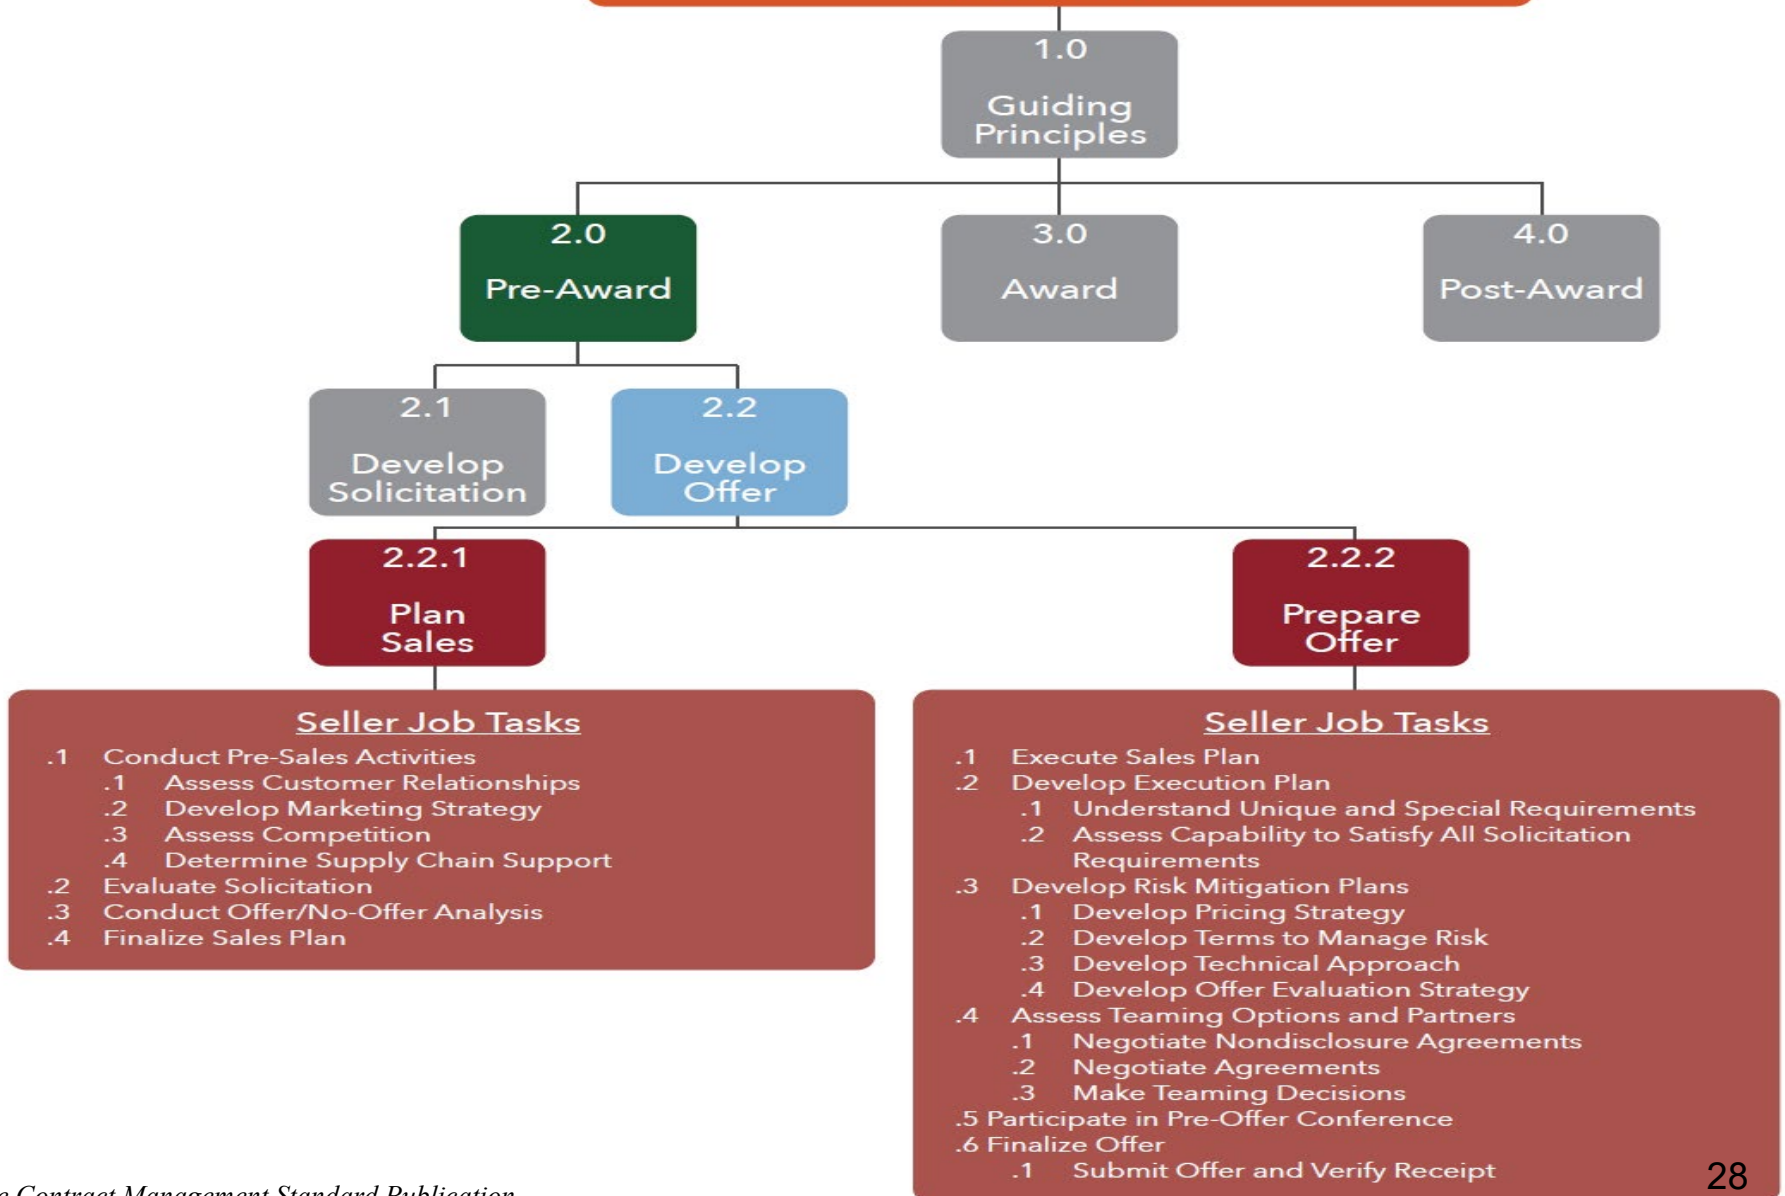 1.0
Guiding
Principles
2.0
Pre-Award
3.0
Award
4.0
Post-Award
2.1
Develop
Solicitation
2.2
Develop
Offer
2.2.1
Plan
Sales
2.2.2
Prepare
Offer
Seller Job Tasks
.1 Conduct Pre-Sales Activities
.1 Assess Customer Relationships
.2 Develop Marketing Strategy
.3 Assess Competition
.4 Determine Supply Chain Support
.2 Evaluate Solicitation
.3 Conduct Offer/No-Offer Analysis
.4 Finalize Sales Plan
Seller Job Tasks
.1 Execute Sales Plan
.2 Develop Execution Plan
.1 Understand Unique and Special Requirements
.2 Assess Capability to Satisfy All Solicitation
Requirements
.3 Develop Risk Mitigation Plans
.1 Develop Pricing Strategy
.2 Develop Terms to Manage Risk
.3 Develop Technical Approach
.4 Develop Offer Evaluation Strategy
.4 Assess Teaming Options and Partners
.1 Negotiate Nondisclosure Agreements
.2 Negotiate Agreements
.3 Make Teaming Decisions
.5 Participate in Pre-Offer Conference
.6 Finalize Offer
.1 Submit Offer and Verify Receipt
Contract Management Standard Publication
28